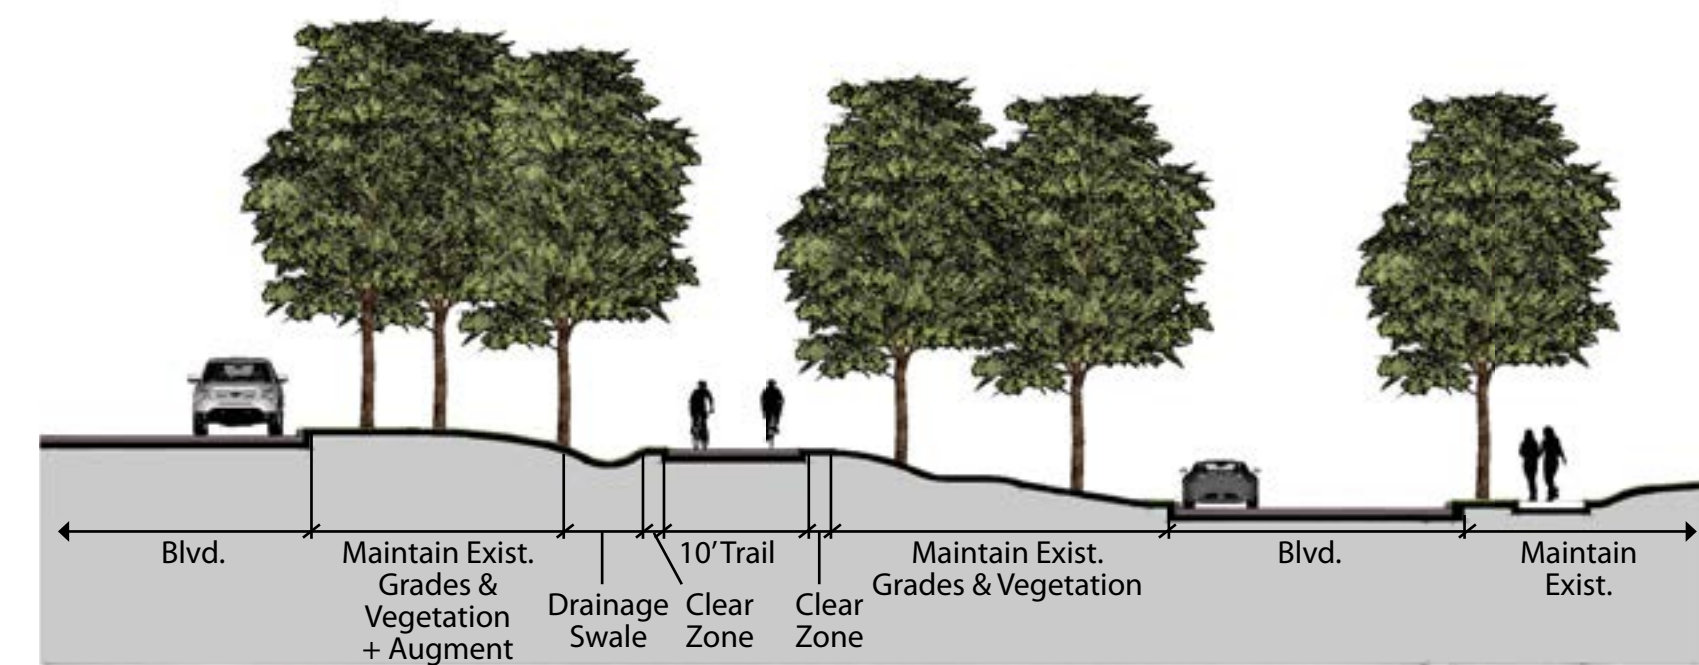 Blvd.
Maintain Exist.
Grades &
Vegetation
+ Augment
Drainage
Swale
Clear
Zone
10’ Trail
Clear
Zone
Maintain Exist.
Grades & Vegetation
Blvd.
Maintain
Exist.